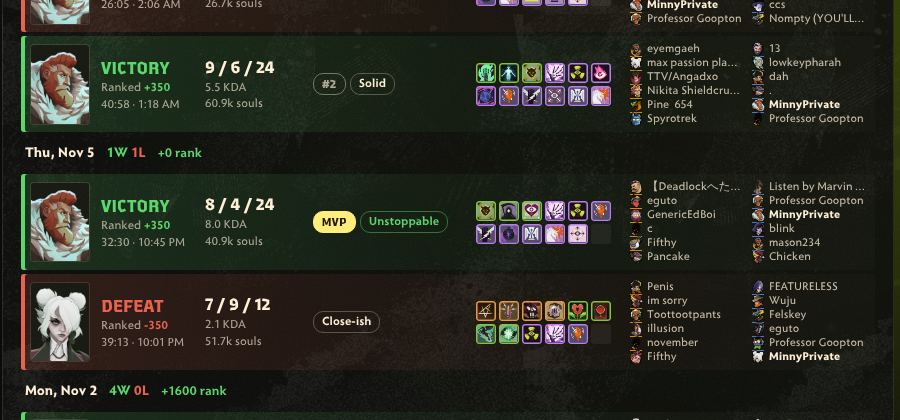 26:05 · 2:06 AM
26.7k souls
MinnyPrivate
Professor Goopton
ccs
Nompty (YOU'LL...
VICTORY
Ranked +350
40:58 · 1:18 AM
9 / 6 / 24
5.5 KDA
60.9k souls
#2
Solid
eyemgaeh
max passion pla...
TTV/Angadxo
Nikita Shieldcru...
Pine 654
Spyrotrek
13
lowkeypharah
dah
.
MinnyPrivate
Professor Goopton
Thu, Nov 5 1W 1L +0 rank
VICTORY
Ranked +350
32:30 · 10:45 PM
8 / 4 / 24
8.0 KDA
40.9k souls
MVP
Unstoppable
【Deadlockへた...
eguto
GenericEdBoi
c
Fifthy
Pancake
Listen by Marvin ...
Professor Goopton
MinnyPrivate
blink
mason234
Chicken
DEFEAT
Ranked -350
39:13 · 10:01 PM
7 / 9 / 12
2.1 KDA
51.7k souls
Close-ish
Penis
im sorry
Toottootpants
illusion
november
Fifthy
FEATURELESS
Wuju
Felskey
eguto
Professor Goopton
MinnyPrivate
Mon, Nov 2 4W 0L +1600 rank